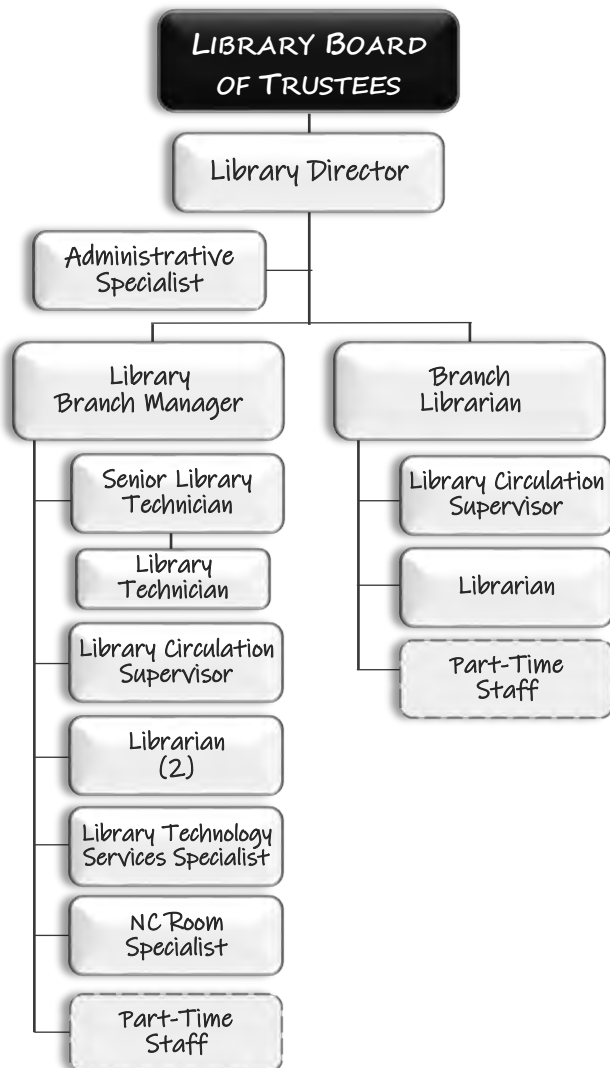 LIBRARY BOARD
OF TRUSTEES
Library Director
Administrative
Specialist
Library
Branch Manager
Senior Library
Technician
Library
Technician
Library Circulation
Supervisor
Librarian
(2)
Library Technology
Services Specialist
NC Room
Specialist
Part-Time
Staff
Branch
Librarian
Library Circulation
Supervisor
Librarian
Part-Time
Staff